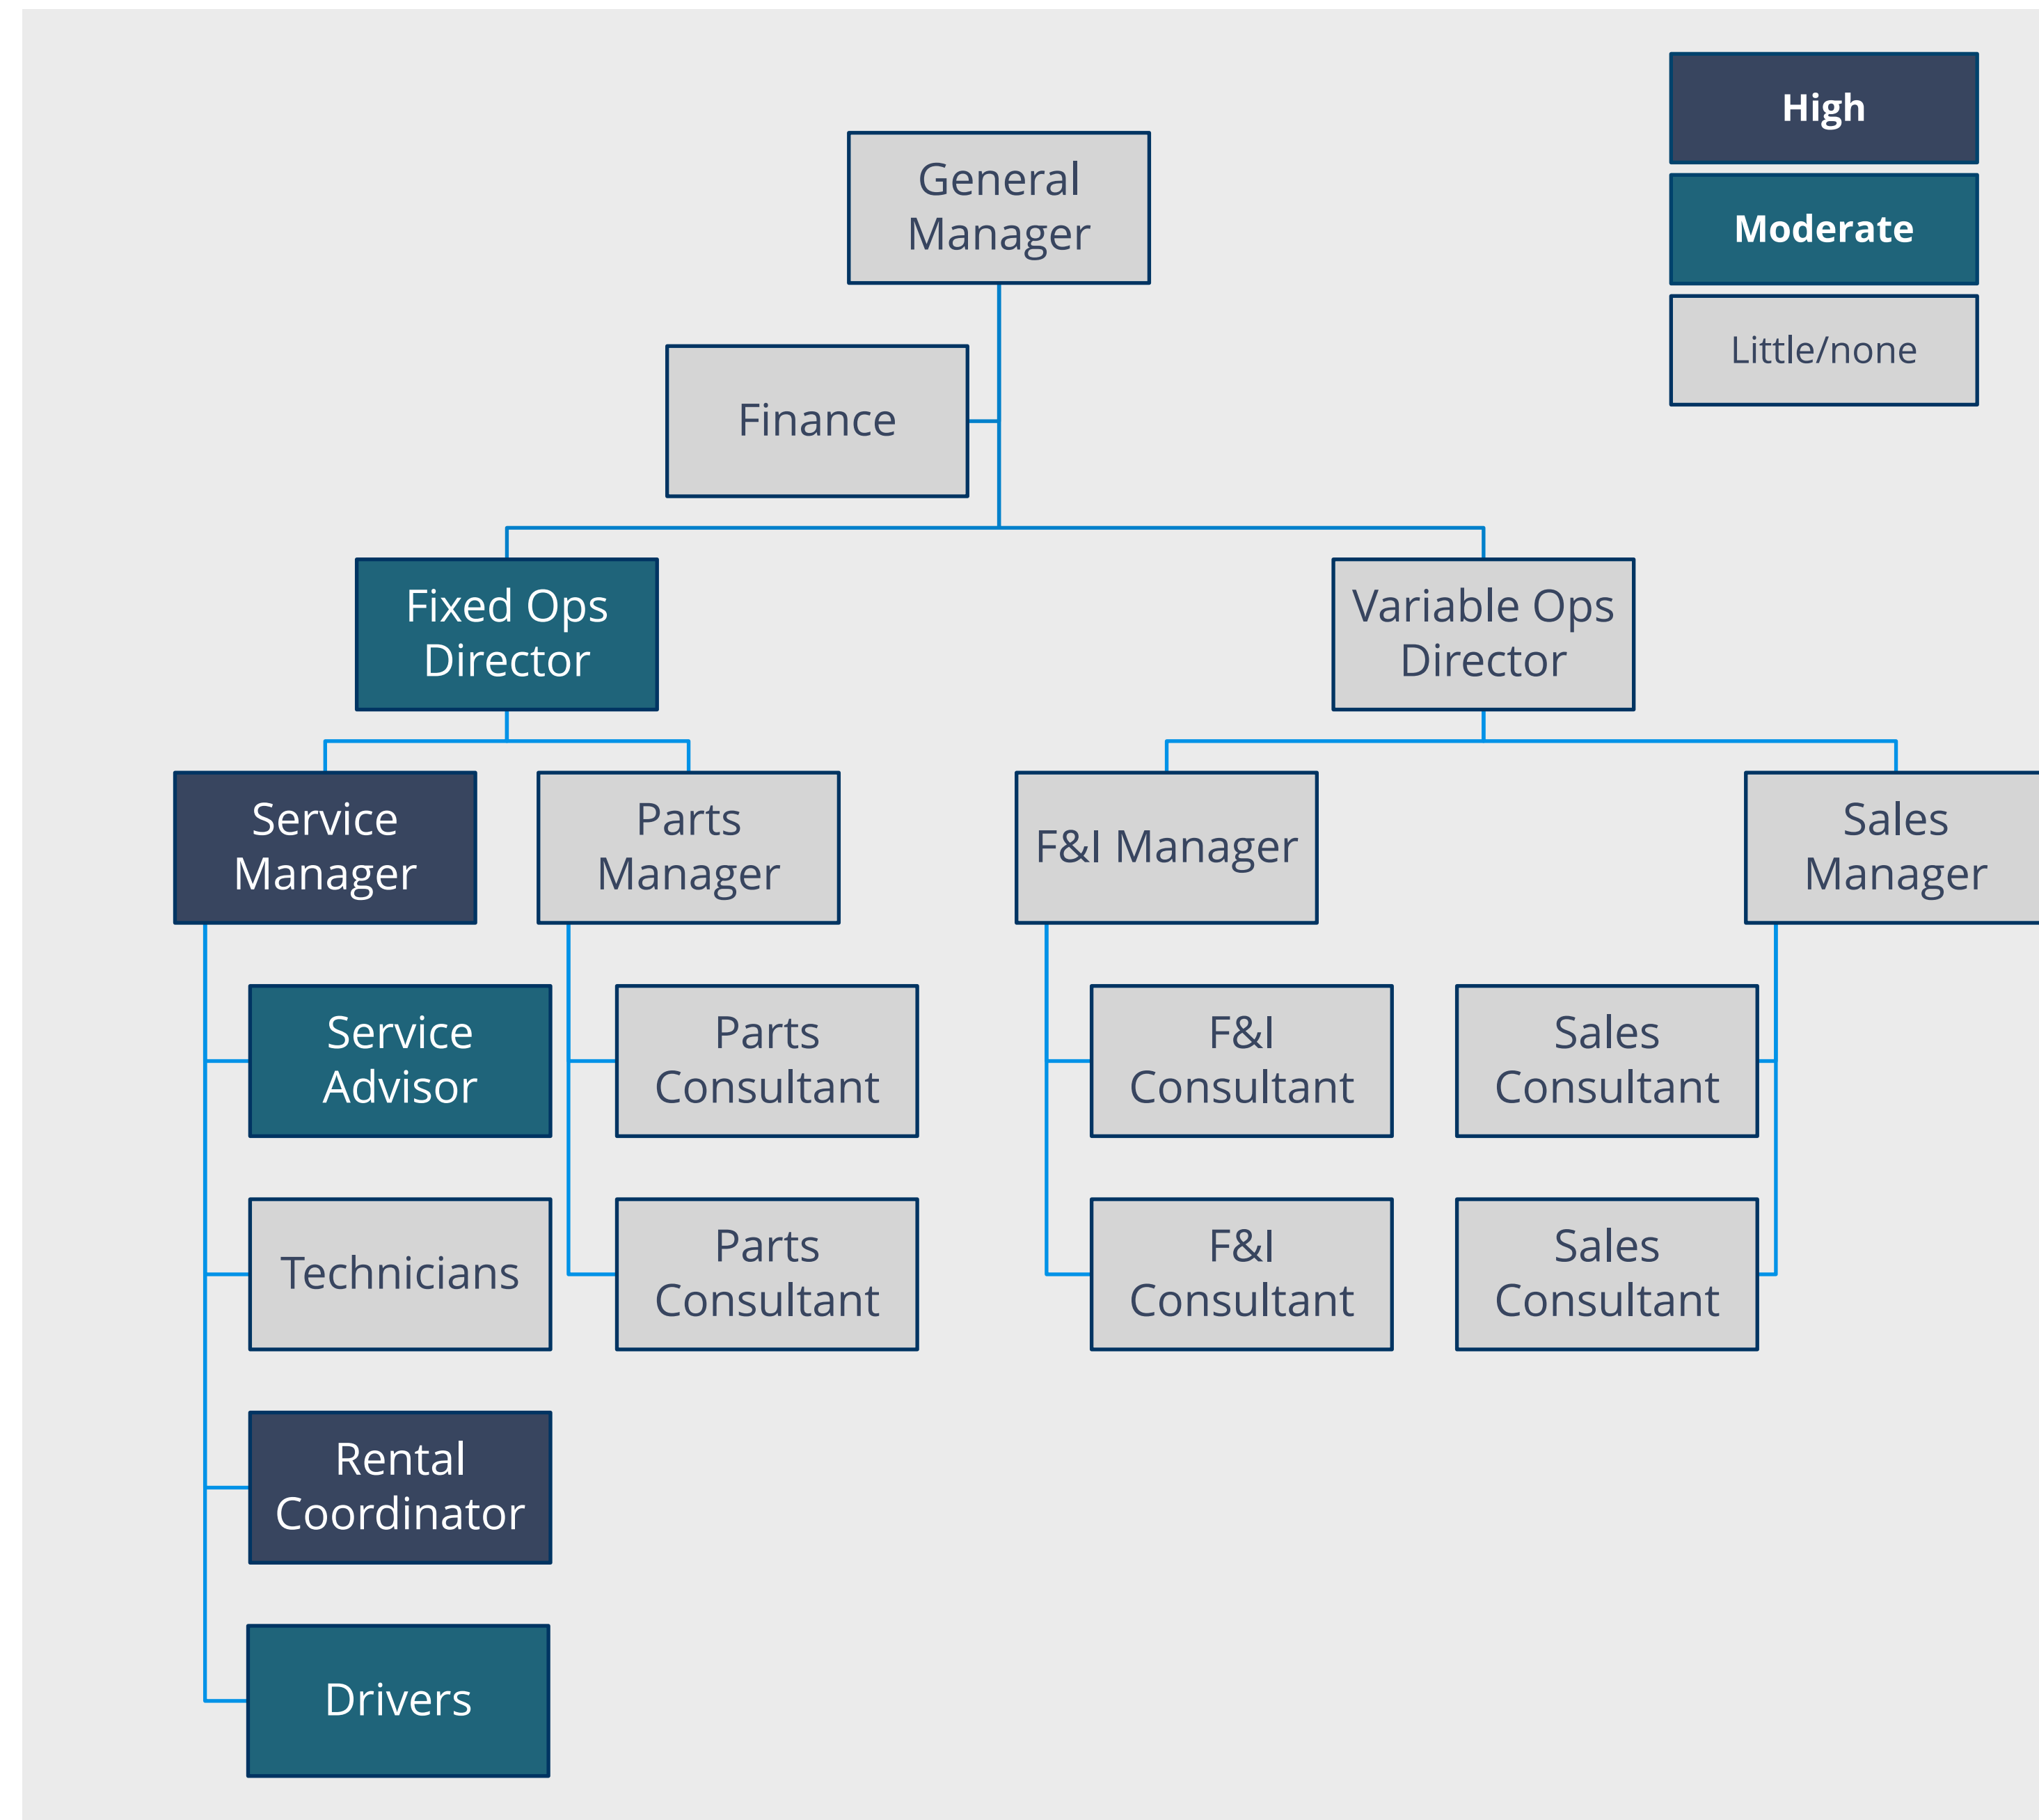 High
Moderate
Little/none
General
Manager
Finance
Fixed Ops
Director
Variable Ops
Director
Service
Manager
Parts
Manager
F&I Manager
Sales
Manager
Service
Advisor
Parts
Consultant
F&I
Consultant
Sales
Consultant
Technicians
Parts
Consultant
F&I
Consultant
Sales
Consultant
Rental
Coordinator
Drivers